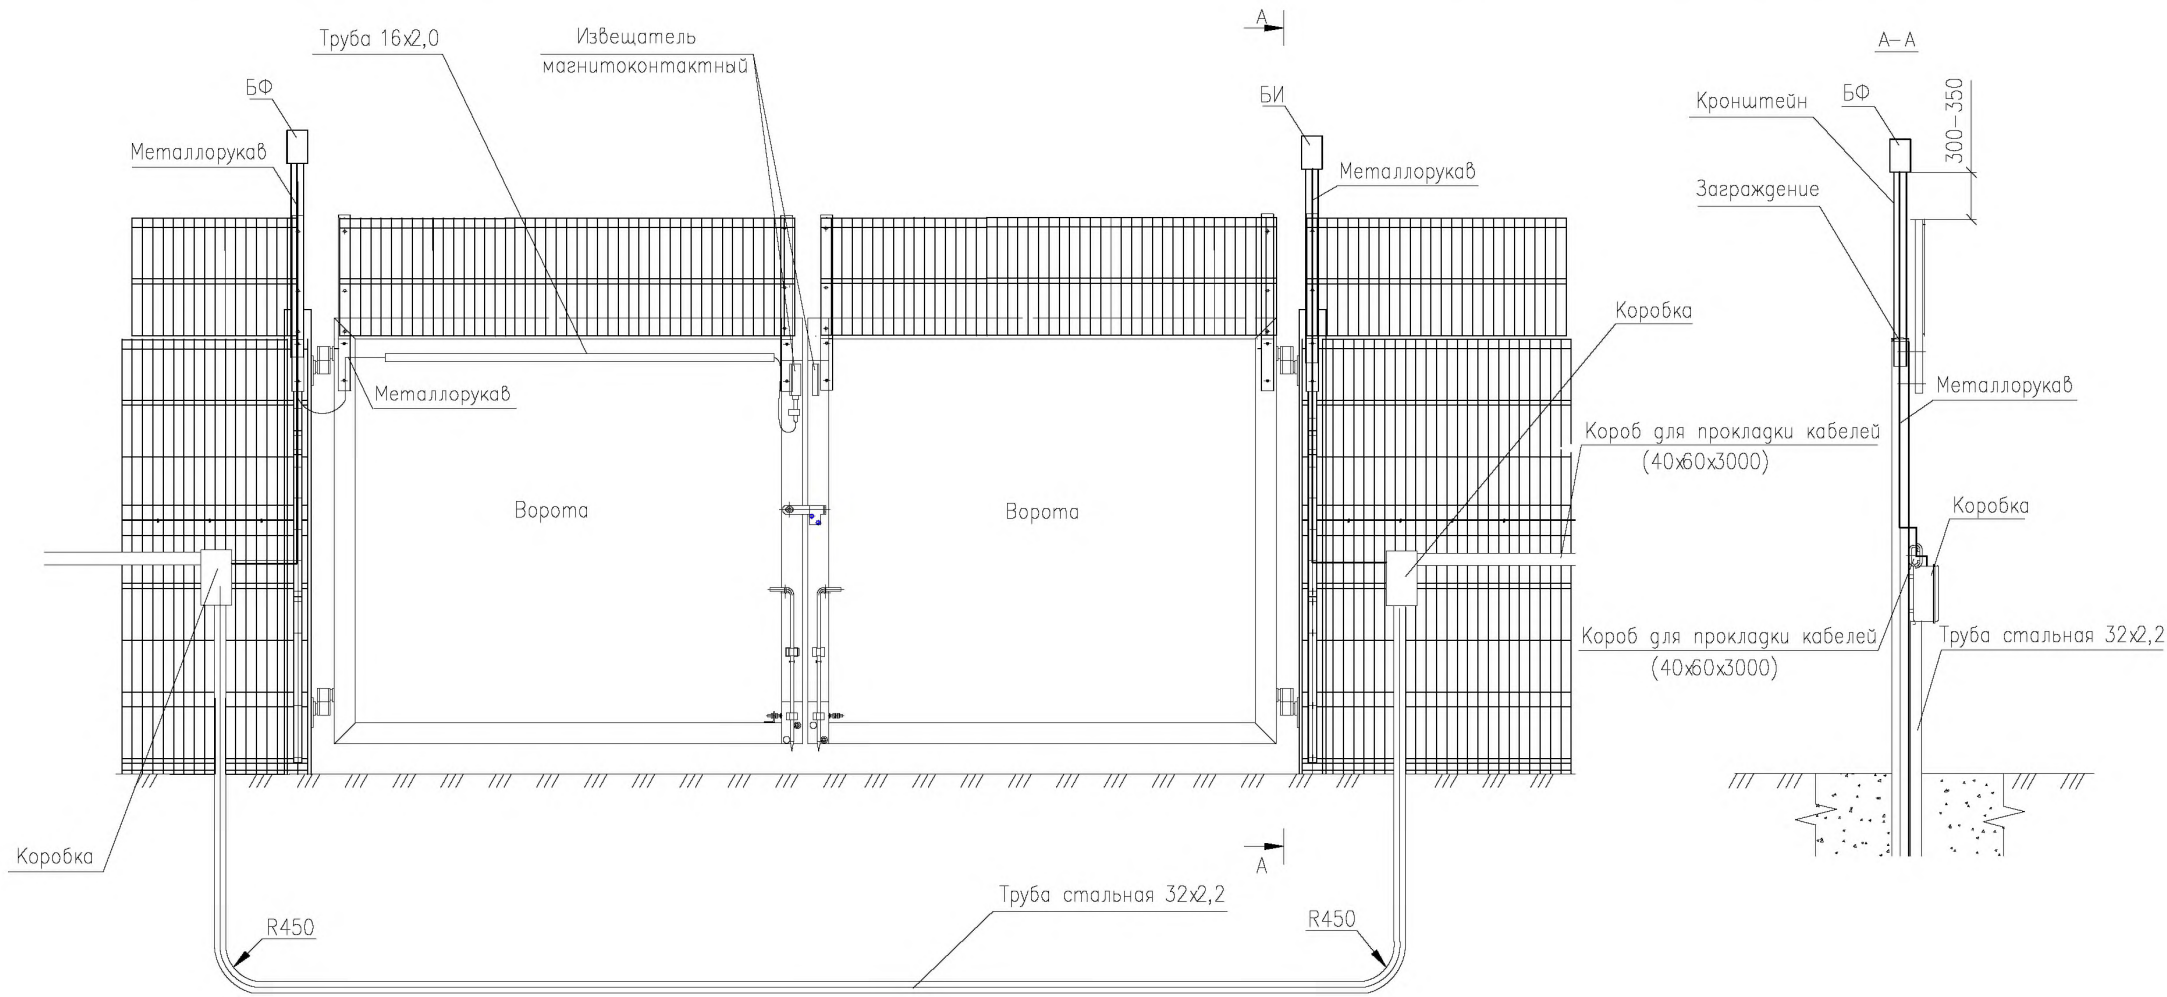 Труба 16х2,0
Извещатель
магнитоконтактный
А
А-А
БФ
БИ
Кронштейн
БФ
300-350
Металлорукав
Металлорукав
Заграждение
Коробка
Металлорукав
Металлорукав
Короб для прокладки кабелей
(40х60х3000)
Ворота
Ворота
Коробка
Короб для прокладки кабелей
(40х60х3000)
Труба стальная 32х2,2
Коробка
А
Труба стальная 32х2,2
R450
R450